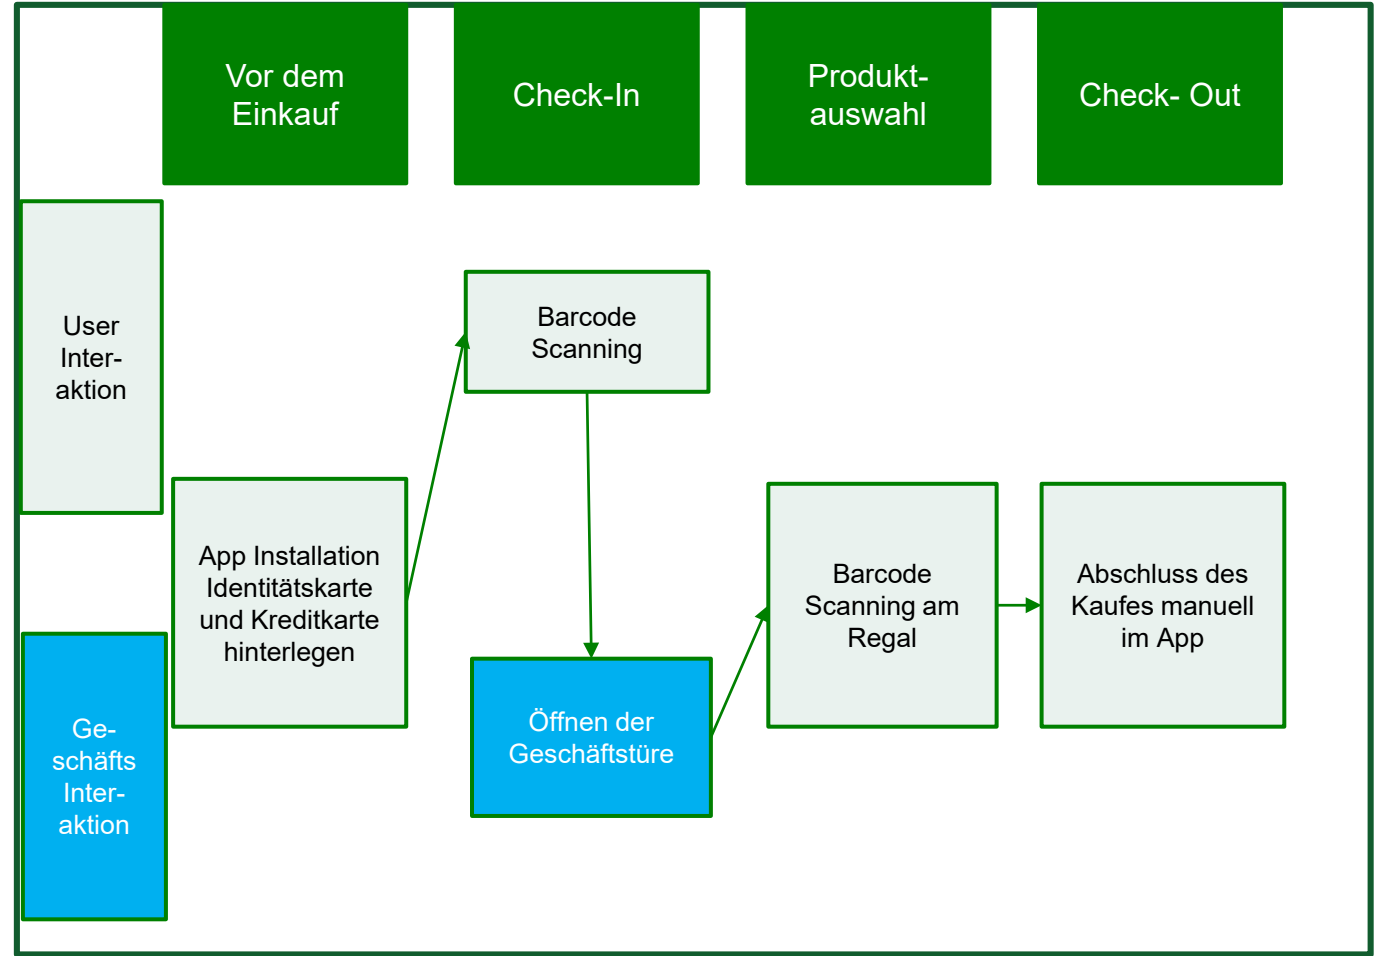 Vor dem
Einkauf
Check-In
Produkt-
auswahl
Check- Out
User
Inter-
aktion
Barcode
Scanning
App Installation
Identitätskarte
und Kreditkarte
hinterlegen
Barcode
Scanning am
Regal
Abschluss des
Kaufes manuell
im App
Ge-
schäfts
Inter-
aktion
Öffnen der
Geschäftstüre